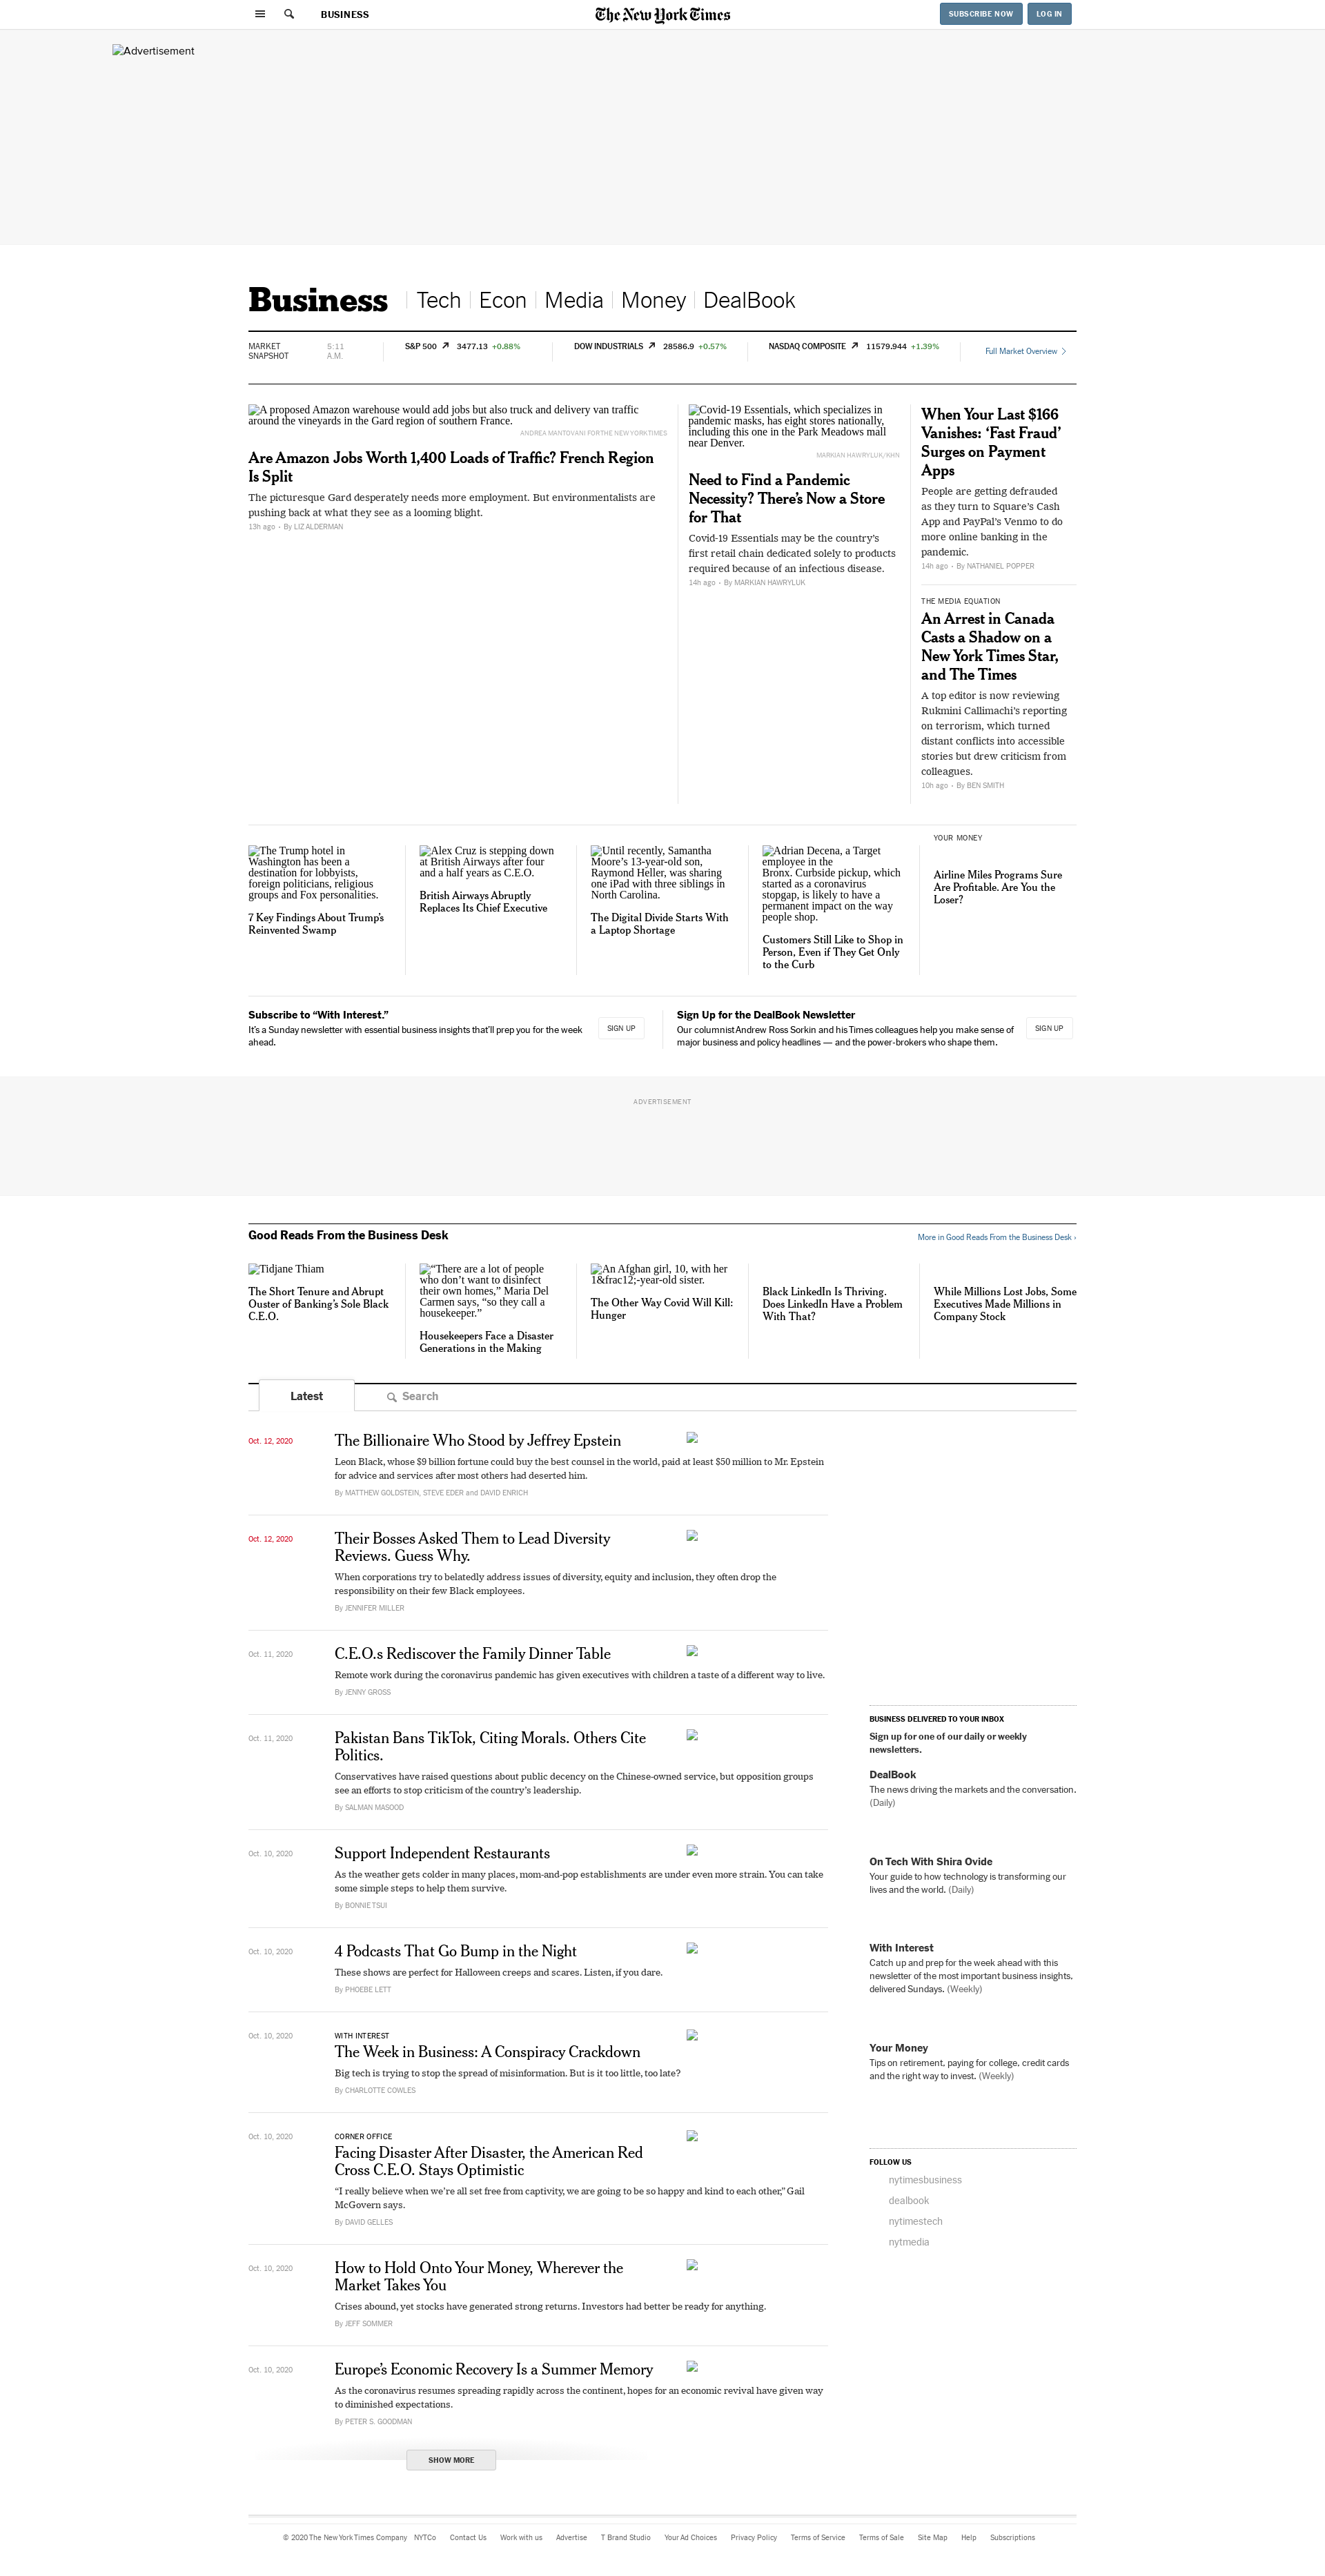 BUSINESS
The New York Times
SUBSCRIBE NOW
LOG IN
Advertisement
Business
Tech
Econ
Media
Money
DealBook
MARKET
SNAPSHOT
5:11
A.M.
S&P 500 3477.13 +0.88%
DOW INDUSTRIALS 28586.9 +0.57%
NASDAQ COMPOSITE 11579.944 +1.39%
Full Market Overview
A proposed Amazon warehouse would add jobs but also truck and delivery van traffic
around the vineyards in the Gard region of southern France.
ANDREA MANTOVANI FOR THE NEW YORK TIMES
Are Amazon Jobs Worth 1,400 Loads of Traffic? French Region
Is Split
The picturesque Gard desperately needs more employment. But environmentalists are
pushing back at what they see as a looming blight.
13h ago • By LIZ ALDERMAN
Covid-19 Essentials, which specializes in
pandemic masks, has eight stores nationally,
including this one in the Park Meadows mall
near Denver.
MARKIAN HAWRYLUK/KHN
Need to Find a Pandemic
Necessity? There’s Now a Store
for That
Covid-19 Essentials may be the country’s
first retail chain dedicated solely to products
required because of an infectious disease.
14h ago • By MARKIAN HAWRYLUK
When Your Last $166
Vanishes: ‘Fast Fraud’
Surges on Payment
Apps
People are getting defrauded
as they turn to Square’s Cash
App and PayPal’s Venmo to do
more online banking in the
pandemic.
14h ago • By NATHANIEL POPPER
THE MEDIA EQUATION
An Arrest in Canada
Casts a Shadow on a
New York Times Star,
and The Times
A top editor is now reviewing
Rukmini Callimachi’s reporting
on terrorism, which turned
distant conflicts into accessible
stories but drew criticism from
colleagues.
10h ago • By BEN SMITH
The Trump hotel in
Washington has been a
destination for lobbyists,
foreign politicians, religious
groups and Fox personalities.
7 Key Findings About Trump’s
Reinvented Swamp
Alex Cruz is stepping down
at British Airways after four
and a half years as C.E.O.
British Airways Abruptly
Replaces Its Chief Executive
Until recently, Samantha
Moore’s 13-year-old son,
Raymond Heller, was sharing
one iPad with three siblings in
North Carolina.
The Digital Divide Starts With
a Laptop Shortage
Adrian Decena, a Target
employee in the
Bronx. Curbside pickup, which
started as a coronavirus
stopgap, is likely to have a
permanent impact on the way
people shop.
Customers Still Like to Shop in
Person, Even if They Get Only
to the Curb
YOUR MONEY
Airline Miles Programs Sure
Are Profitable. Are You the
Loser?
Subscribe to “With Interest.”
It’s a Sunday newsletter with essential business insights that’ll prep you for the week
ahead.
SIGN UP
Sign Up for the DealBook Newsletter
Our columnist Andrew Ross Sorkin and his Times colleagues help you make sense of
major business and policy headlines — and the power-brokers who shape them.
SIGN UP
ADVERTISEMENT
Good Reads From the Business Desk
More in Good Reads From the Business Desk ›
Tidjane Thiam
The Short Tenure and Abrupt
Ouster of Banking’s Sole Black
C.E.O.
“There are a lot of people
who don’t want to disinfect
their own homes,” Maria Del
Carmen says, “so they call a
housekeeper.”
Housekeepers Face a Disaster
Generations in the Making
An Afghan girl, 10, with her
1&frac12;-year-old sister.
The Other Way Covid Will Kill:
Hunger
Black LinkedIn Is Thriving.
Does LinkedIn Have a Problem
With That?
While Millions Lost Jobs, Some
Executives Made Millions in
Company Stock
Latest
Search
Oct. 12, 2020
The Billionaire Who Stood by Jeffrey Epstein
Leon Black, whose $9 billion fortune could buy the best counsel in the world, paid at least $50 million to Mr. Epstein
for advice and services after most others had deserted him.
By MATTHEW GOLDSTEIN, STEVE EDER and DAVID ENRICH
Oct. 12, 2020
Their Bosses Asked Them to Lead Diversity
Reviews. Guess Why.
When corporations try to belatedly address issues of diversity, equity and inclusion, they often drop the
responsibility on their few Black employees.
By JENNIFER MILLER
Oct. 11, 2020
C.E.O.s Rediscover the Family Dinner Table
Remote work during the coronavirus pandemic has given executives with children a taste of a different way to live.
By JENNY GROSS
Oct. 11, 2020
Pakistan Bans TikTok, Citing Morals. Others Cite
Politics.
Conservatives have raised questions about public decency on the Chinese-owned service, but opposition groups
see an efforts to stop criticism of the country’s leadership.
By SALMAN MASOOD
Oct. 10, 2020
Support Independent Restaurants
As the weather gets colder in many places, mom-and-pop establishments are under even more strain. You can take
some simple steps to help them survive.
By BONNIE TSUI
Oct. 10, 2020
4 Podcasts That Go Bump in the Night
These shows are perfect for Halloween creeps and scares. Listen, if you dare.
By PHOEBE LETT
Oct. 10, 2020
WITH INTEREST
The Week in Business: A Conspiracy Crackdown
Big tech is trying to stop the spread of misinformation. But is it too little, too late?
By CHARLOTTE COWLES
Oct. 10, 2020
CORNER OFFICE
Facing Disaster After Disaster, the American Red
Cross C.E.O. Stays Optimistic
“I really believe when we’re all set free from captivity, we are going to be so happy and kind to each other,” Gail
McGovern says.
By DAVID GELLES
Oct. 10, 2020
How to Hold Onto Your Money, Wherever the
Market Takes You
Crises abound, yet stocks have generated strong returns. Investors had better be ready for anything.
By JEFF SOMMER
Oct. 10, 2020
Europe’s Economic Recovery Is a Summer Memory
As the coronavirus resumes spreading rapidly across the continent, hopes for an economic revival have given way
to diminished expectations.
By PETER S. GOODMAN
SHOW MORE
BUSINESS DELIVERED TO YOUR INBOX
Sign up for one of our daily or weekly
newsletters.
DealBook
The news driving the markets and the conversation.
(Daily)
On Tech With Shira Ovide
Your guide to how technology is transforming our
lives and the world. (Daily)
With Interest
Catch up and prep for the week ahead with this
newsletter of the most important business insights,
delivered Sundays. (Weekly)
Your Money
Tips on retirement, paying for college, credit cards
and the right way to invest. (Weekly)
FOLLOW US
nytimesbusiness
dealbook
nytimestech
nytmedia
© 2020 The New York Times Company NYTCo Contact Us Work with us Advertise T Brand Studio Your Ad Choices Privacy Policy Terms of Service Terms of Sale Site Map Help Subscriptions